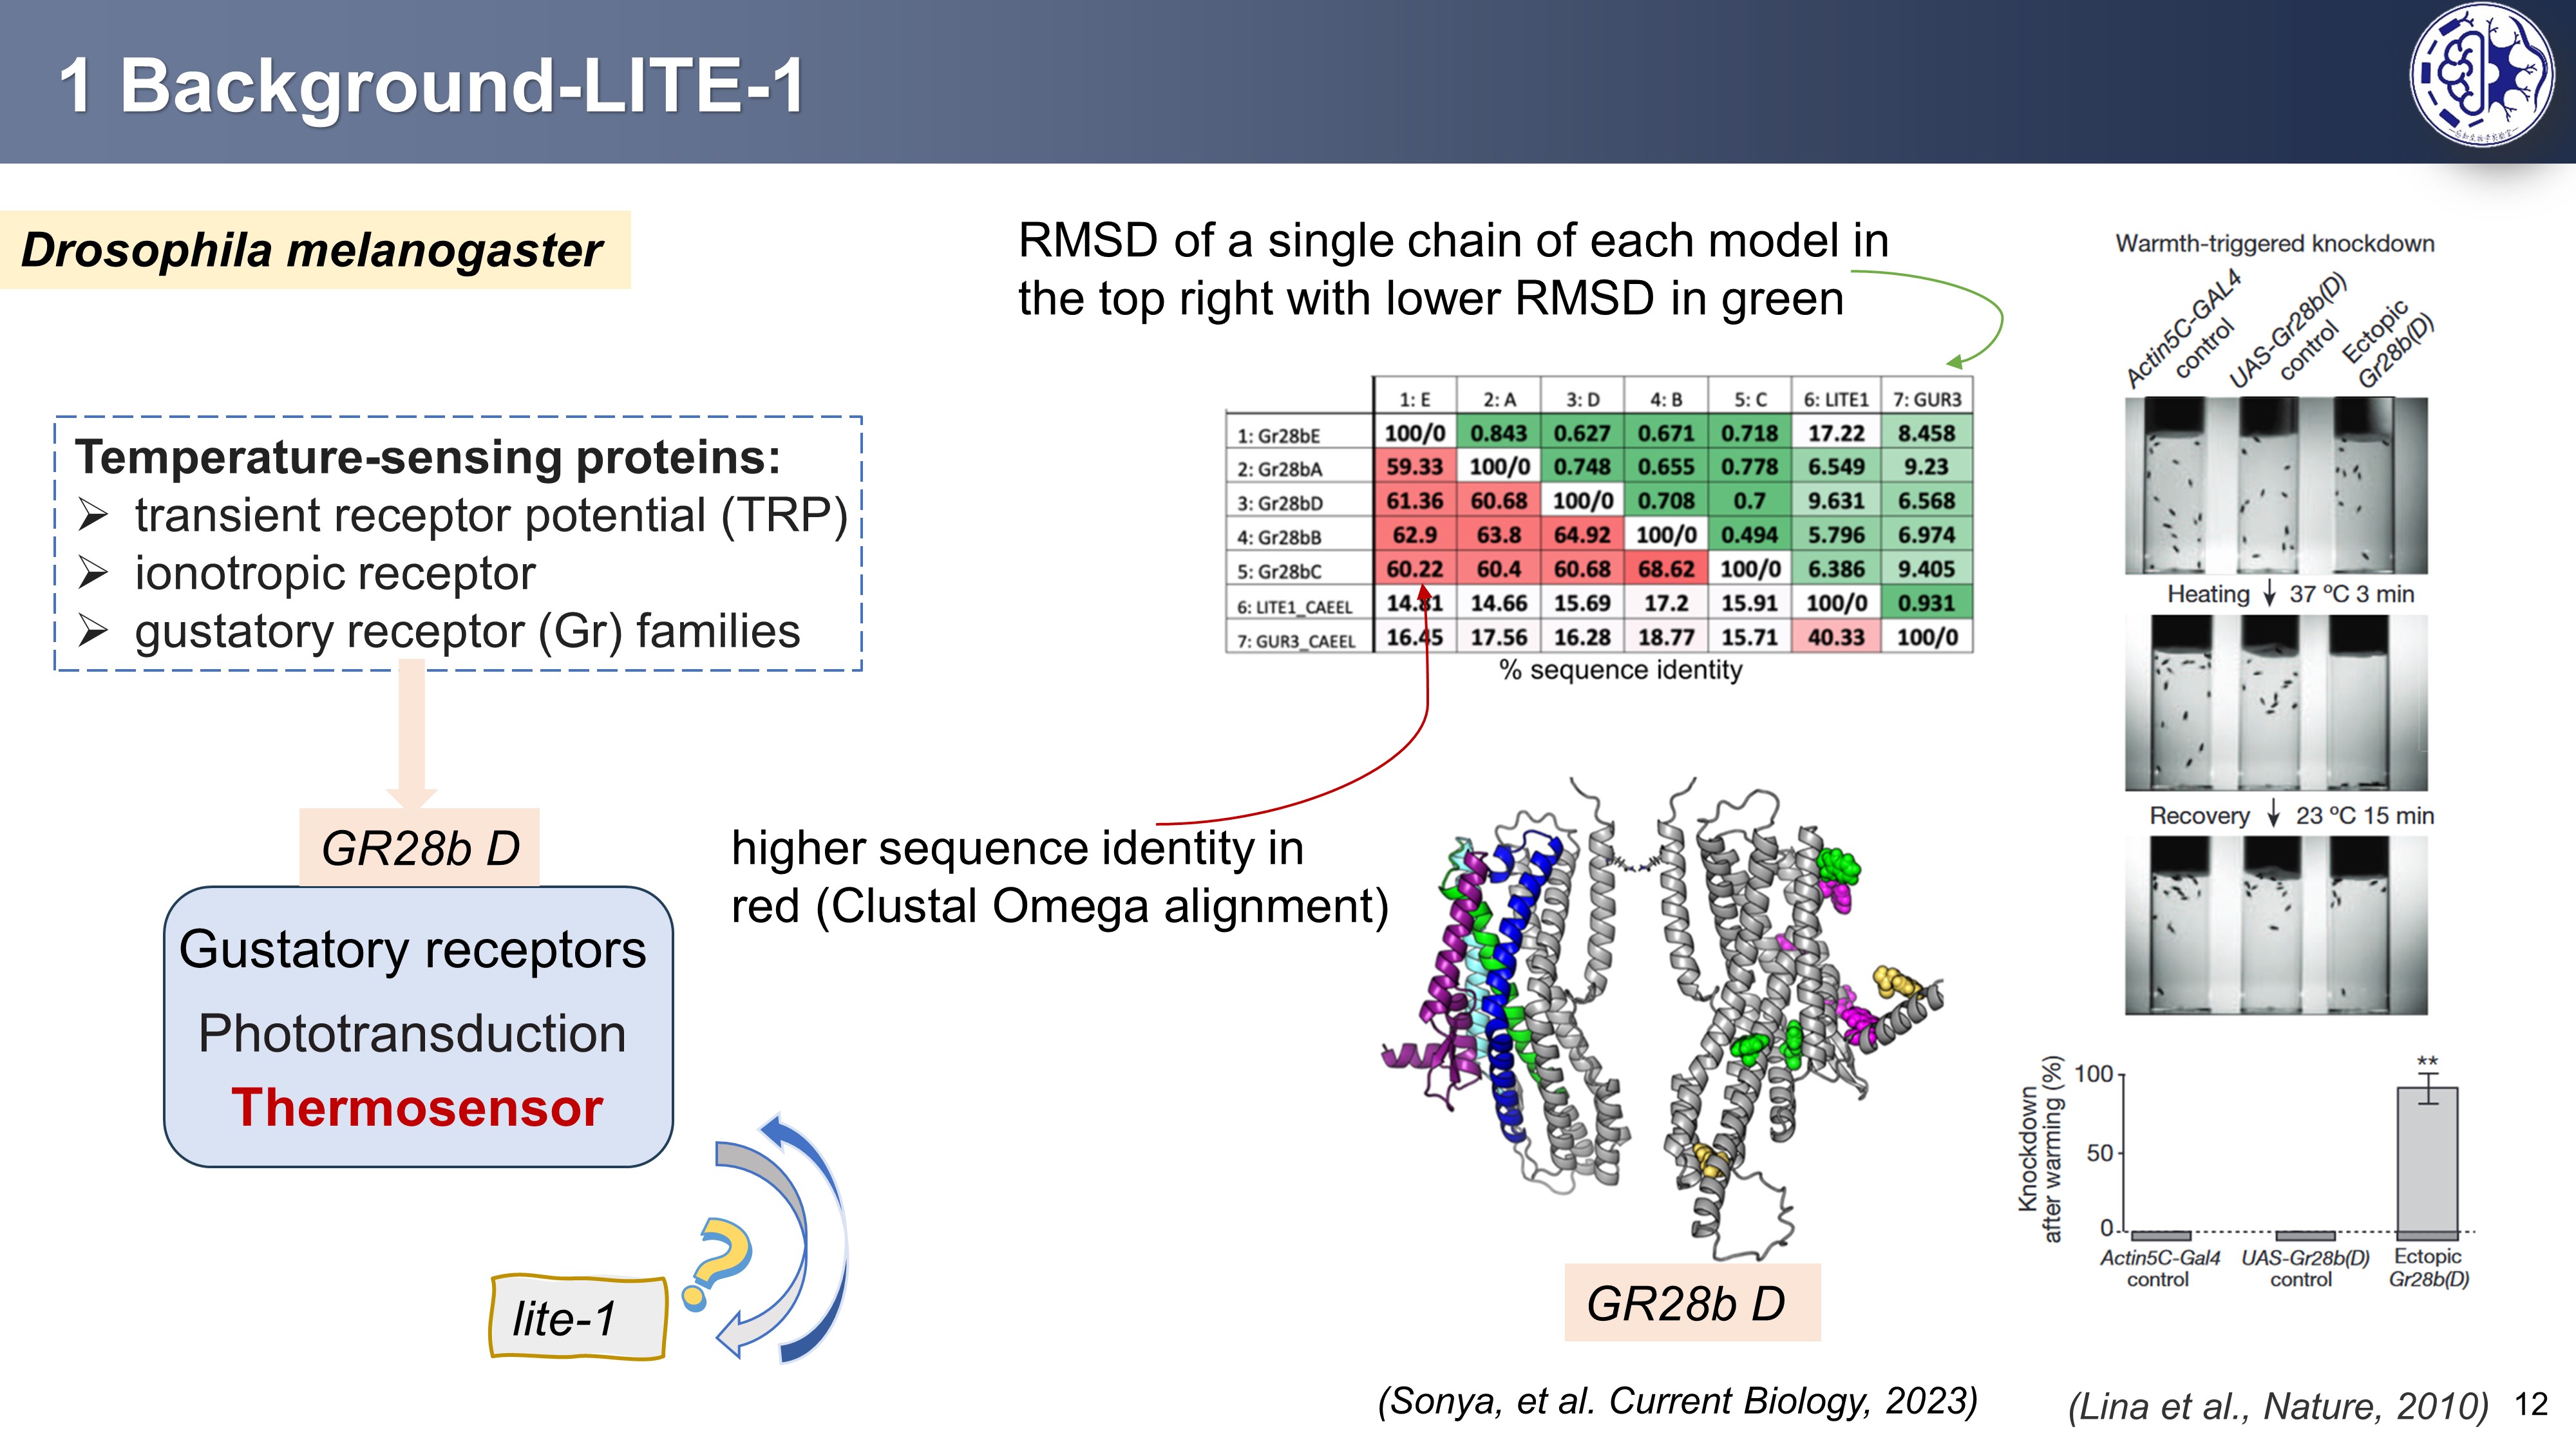 1 Background-LITE-1
Drosophila melanogaster
Temperature-sensing proteins:
transient receptor potential (TRP)
ionotropic receptor
gustatory receptor (Gr) families
GR28b D
Gustatory receptors
Phototransduction
Thermosensor
lite-1
?
RMSD of a single chain of each model in
the top right with lower RMSD in green
1: E 2: A 3: D 4: B 5: C 6: LITE1 7: GUR3
1: Gr28bE 100/0 0.843 0.627 0.671 0.718 17.22 8.458
2: Gr28bA 59.33 100/0 0.748 0.655 0.778 6.549 9.23
3: Gr28bD 61.36 60.68 100/0 0.708 0.7 9.631 6.568
4: Gr28bB 62.9 63.8 64.92 100/0 0.494 5.796 6.974
5: Gr28bC 60.22 60.4 60.68 68.62 100/0 6.386 9.405
6: LITE1_CAEEL 14.81 14.66 15.69 17.2 15.91 100/0 0.931
7: GUR3_CAEEL 16.45 17.56 16.28 18.77 15.71 40.33 100/0
% sequence identity
higher sequence identity in
red (Clustal Omega alignment)
GR28b D
(Sonya, et al. Current Biology, 2023)
Warmth-triggered knockdown
Actin5C-GAL4
control
UAS-Gr28b(D)
control
Ectopic
Gr28b(D)
Heating 37 ºC 3 min
Recovery 23 ºC 15 min
Knockdown
after warming (%)
100
50
0
**
Actin5C-Gal4
control
UAS-Gr28b(D)
control
Ectopic
Gr28b(D)
(Lina et al., Nature, 2010)
12